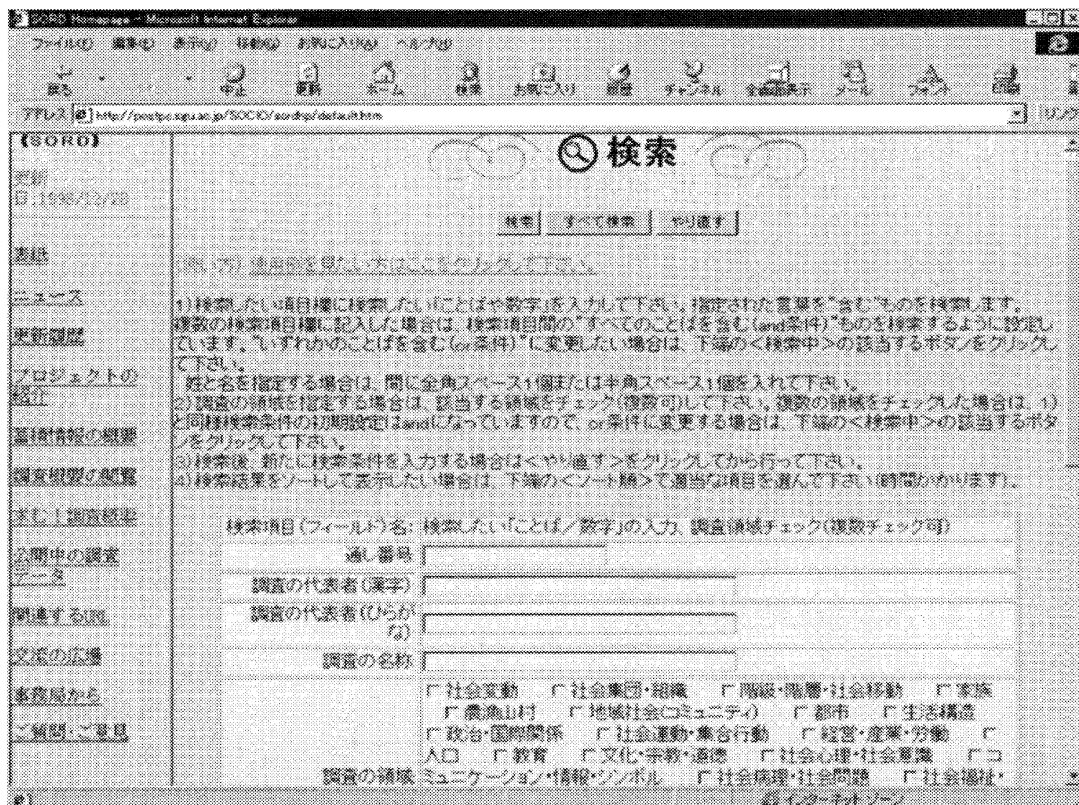 SORD Homepage - Microsoft Internet Explorer
ファイル(F) 編集(E) 表示(V) 移動(G) お気に入り(A) ヘルプ(H)
戻る 中止 更新 ホーム 検索 お気に入り 履歴 チャンネル 全画面表示 メール フォント 印刷
アドレス http://postpc.sgu.ac.jp/SOCIO/sordhp/default.htm リンク
【SORD】
更新
日:1998/12/28
表紙
ニュース
更新履歴
プロジェクトの
紹介
蓄積情報の概要
調査概要の閲覧
求む!調査概要
公開中の調査
データ
関連するURL
交流の広場
事務局から
ご質問・ご意見
検索
検索 すべて検索 やり直す
(使い方) 使用例を見たい方はここをクリックして下さい。
1)検索したい項目欄に検索したい「ことばや数字」を入力して下さい。指定された言葉を"含む"ものを検索します。
複数の検索項目欄に記入した場合は、検索項目間の"すべてのことばを含む(and条件)"ものを検索するように設定し
ています。"いずれかのことばを含む(or条件)"に変更したい場合は、下端の<検索中>の該当するボタンをクリックし
て下さい。
姓と名を指定する場合は、間に全角スペース1個または半角スペース1個を入れて下さい。
2)調査の領域を指定する場合は、該当する領域をチェック(複数可)して下さい。複数の領域をチェックした場合は、1)
と同様検索条件の初期設定はandになっていますので、or条件に変更する場合は、下端の<検索中>の該当するボタ
ンをクリックして下さい。
3)検索後、新たに検索条件を入力する場合は<やり直す>をクリックしてから行って下さい。
4)検索結果をソートして表示したい場合は、下端の<ソート順>で適当な項目を選んで下さい(時間がかかります)。
検索項目(フィールド)名: 検索したい「ことば/数字」の入力、調査領域チェック(複数チェック可)
通し番号
調査の代表者(漢字)
調査の代表者(ひらが
な)
調査の名称
社会変動 社会集団・組織 階級・階層・社会移動 家族
農漁山村 地域社会(コミュニティ) 都市 生活構造
政治・国際関係 社会運動・集合行動 経営・産業・労働
人口 教育 文化・宗教・道徳 社会心理・社会意識 コ
調査の領域 ミュニケーション・情報・シンボル 社会病理・社会問題 社会福祉・
インターネット ゾーン